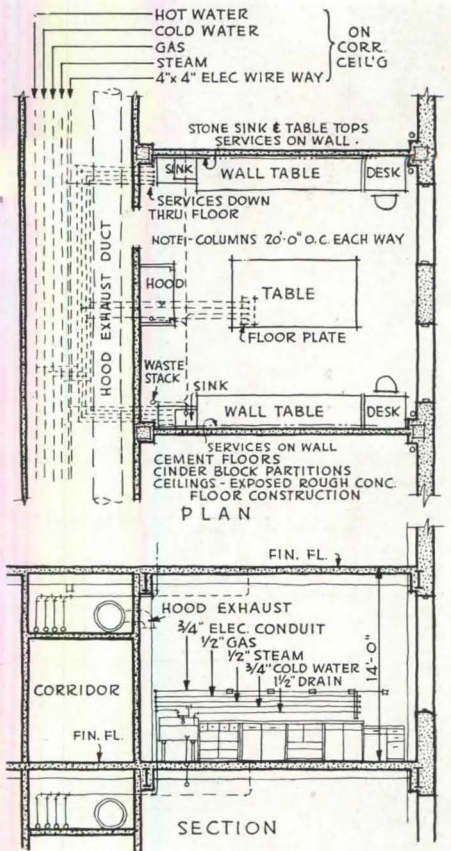 HOT WATER
COLD WATER
GAS
STEAM
4"x 4" ELEC WIRE WAY
ON
CORR.
CEIL'G
STONE SINK & TABLE TOPS
SERVICES ON WALL.
SINK
WALL TABLE
DESK
SERVICES DOWN
THRU FLOOR
NOTE-COLUMNS 20'-0" O.C. EACH WAY
HOOD EXHAUST DUCT
HOOD
TABLE
FLOOR PLATE
WASTE
STACK
SINK
WALL TABLE
DESK
SERVICES ON WALL
CEMENT FLOORS
CINDER BLOCK PARTITIONS
CEILINGS - EXPOSED ROUGH CONC.
FLOOR CONSTRUCTION
PLAN
FIN. FL.
HOOD EXHAUST
3/4" ELEC. CONDUIT
1/2" GAS
1/2" STEAM
3/4" COLD WATER
1 1/2" DRAIN
14'-0"
CORRIDOR
FIN. FL.
SECTION